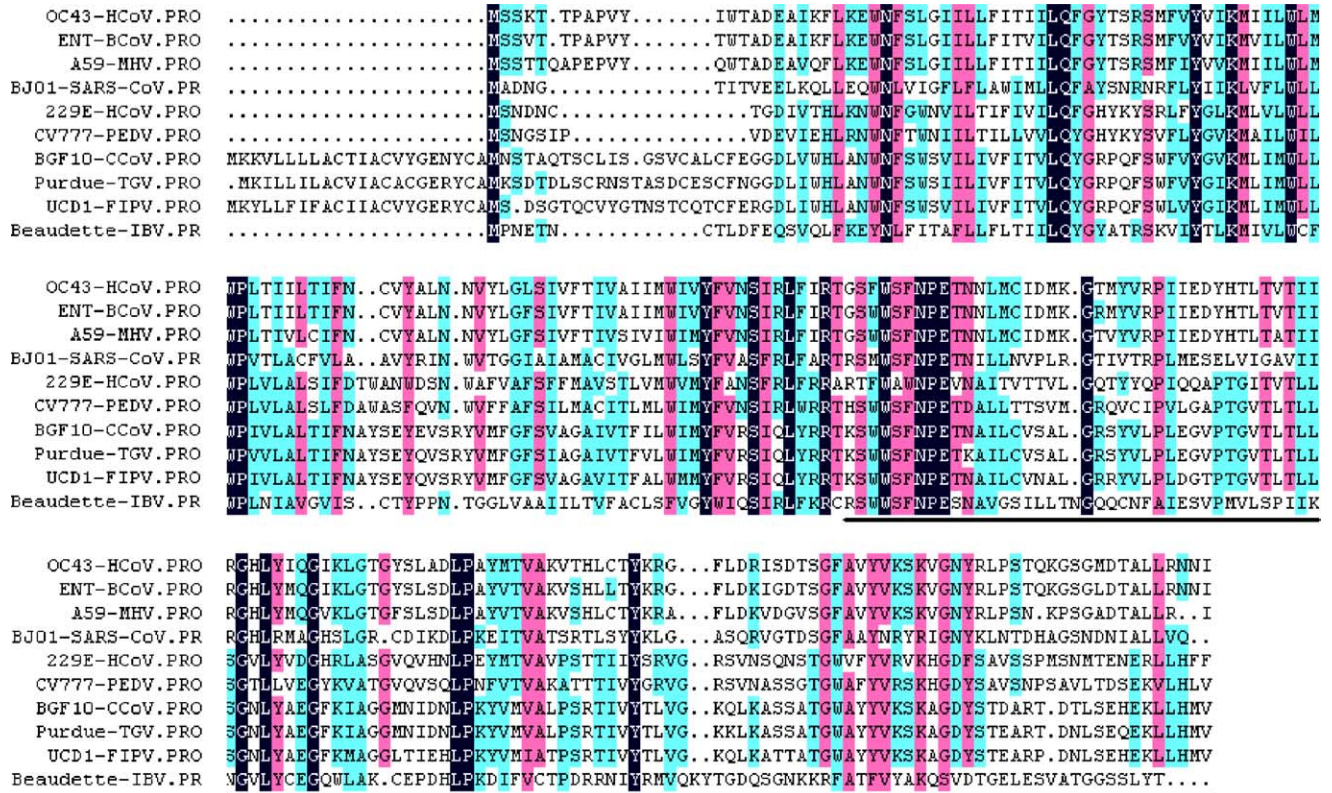 OC43-HCoV.PRO ......................MSSKT.TPAPVY.....IWTADEAIKFLKEWNFSLGIILLFITIILQFGYTSRSMFVYVIKMIILWLM
ENT-BCoV.PRO ......................MSSVT.TPAPVY.....TWTADEAIKFLKEWNFSLGIILLFITVILQFGYTSRSMFVYVIKMVILWLM
A59-MHV.PRO ......................MSSTTQAPEPVY.....QWTADEAVQFLKEWNFSLGIILLFITIILQFGYTSRSMFIYVVKMIILWLM
BJ01-SARS-CoV.PR ......................MADNG.............TITVEELKQLLEQWNLVIGFLFLAWIMLLQFAYSNRNRFLYIIKLVFLWLL
229E-HCoV.PRO ......................MSNDNC...............TGDIVTHLKNWNFGWNVILTIFIVILQFGHYKYSRLFYGLKMLVLWLL
CV777-PEDV.PRO ......................MSNGSIP..............VDEVIEHLRNWNFTWNIILTILLVVLQYGHYKYSVFLYGVKMAILWIL
BGF10-CCoV.PRO MKKVLLLLACTIACVYGENYCAMNSTAQTSCLIS.GSVCALCFEGGDLVWHLANWNFSWSVILIVFITVLQYGRPQFSWFVYGVKMLIMWLL
Purdue-TGV.PRO .MKILLILACVIACACGERYCAMKSDTDLSCRNSTASDCESCFNGGDLIWHLANWNFSWSIILIVFITVLQYGRPQFSWFVYGIKMLIMWLL
UCD1-FIPV.PRO MKYLLFIFACIIACVYGERYCAMS.DSGTQCVYGTNSTCQTCFERGDLIWHLANWNFSWSVILIVFITVLQYGRPQFSWLVYGIKMLIMWLL
Beaudette-IBV.PR ......................MPNETN............CTLDFEQSVQLFKEYNLFITAFLLFLTIILQYGYATRSKVIYTLKMIVLWCF
OC43-HCoV.PRO WPLTIILTIFN..CVYALN.NVYLGLSIVFTIVAIIMWIVYFVNSIRLFIRTGSFWSFNPETNNLMCIDMK.GTMYVRPIIEDYHTLTVTII
ENT-BCoV.PRO WPLTIILTIFN..CVYALN.NVYLGFSIVFTIVAIIMWIVYFVNSIRLFIRTGSWWSFNPETNNLMCIDMK.GRMYVRPIIEDYHTLTVTII
A59-MHV.PRO WPLTIVLCIFN..CVYALN.NVYLGFSIVFTIVSIVIWIMYFVNSIRLFIRTGSWWSFNPETNNLMCIDMK.GTVYVRPIIEDYHTLTATII
BJ01-SARS-CoV.PR WPVTLACFVLA..AVYRIN.WVTGGIAIAMACIVGLMWLSYFVASFRLFARTRSMWSFNPETNILLNVPLR.GTIVTRPLMESELVIGAVII
229E-HCoV.PRO WPLVLALSIFDTWANWDSN.WAFVAFSFFMAVSTLVMWVMYFANSFRLFRRARTFWAWNPEVNAITVTTVL.GQTYYQPIQQAPTGITVTLL
CV777-PEDV.PRO WPLVLALSLFDAWASFQVN.WVFFAFSILMACITLMLWIMYFVNSIRLWRRTHSWWSFNPETDALLTTSVM.GRQVCIPVLGAPTGVTLTLL
BGF10-CCoV.PRO WPIVLALTIFNAYSEYEVSRYVMFGFSVAGAIVTFILWIMYFVRSIQLYRRTKSWWSFNPETNAILCVSAL.GRSYVLPLEGVPTGVTLTLL
Purdue-TGV.PRO WPVVLALTIFNAYSEYQVSRYVMFGFSIAGAIVTFVLWIMYFVRSIQLYRRTKSWWSFNPETKAILCVSAL.GRSYVLPLEGVPTGVTLTLL
UCD1-FIPV.PRO WPIVLALTIFNAYSEYQVSRYVMFGFSVAGAVITFALWMMYFVRSIQLYRRTKSWWSFNPETNAILCVNAL.GRRYVLPLDGTPTGVTLTLL
Beaudette-IBV.PR WPLNIAVGVIS..CTYPPN.TGGLVAAIILTVFACLSFVGYWIQSIRLFKRCRSWWSFNPESNAVGSILLTNGQQCNFAIESVPMVLSPIIK
OC43-HCoV.PRO RGHLYIQGIKLGTGYSLADLPAYMTVAKVTHLCTYKRG...FLDRISDTSGFAVYVKSKVGNYRLPSTQKGSGMDTALLRNNI
ENT-BCoV.PRO RGHLYMQGIKLGTGYSLSDLPAYVTVAKVSHLLTYKRG...FLDKIGDTSGFAVYVKSKVGNYRLPSTQKGSGLDTALLRNNI
A59-MHV.PRO RGHLYMQGVKLGTGFSLSDLPAYVTVAKVSHLCTYKRA...FLDKVDGVSGFAVYVKSKVGNYRLPSN.KPSGADTALLR..I
BJ01-SARS-CoV.PR RGHLRMAGHSLGR.CDIKDLPKEITVATSRTLSYYKLG...ASQRVGTDSGFAAYNRYRIGNYKLNTDHAGSNDNIALLVQ..
229E-HCoV.PRO SGVLYVDGHRLASGVQVHNLPEYMTVAVPSTTIIYSRVG..RSVNSQNSTGWVFYVRVKHGDFSAVSSPMSNMTENERLLHFF
CV777-PEDV.PRO SGTLLVEGYKVATGVQVSQLPNFVTVAKATTTIVYGRVG..RSVNASSGTGWAFYVRSKHGDYSAVSNPSAVLTDSEKVLHLV
BGF10-CCoV.PRO SGNLYAEGFKIAGGMNIDNLPKYVMVALPSRTIVYTLVG..KQLKASSATGWAYYVKSKAGDYSTDART.DTLSEHEKLLHMV
Purdue-TGV.PRO SGNLYAEGFKIAGGMNIDNLPKYVMVALPSRTIVYTLVG..KKLKASSATGWAYYVKSKAGDYSTEART.DNLSEQEKLLHMV
UCD1-FIPV.PRO SGNLYAEGFKMAGGLTIEHLPKYVMIATPSRTIVYTLVG..KQLKATTATGWAYYVKSKAGDYSTEARP.DNLSEHEKLLHMV
Beaudette-IBV.PR NGVLYCEGQWLAK.CEPDHLPKDIFVCTPDRRNIYRMVQKYTGDQSGNKKRFATFVYAKQSVDTGELESVATGGSSLYT....